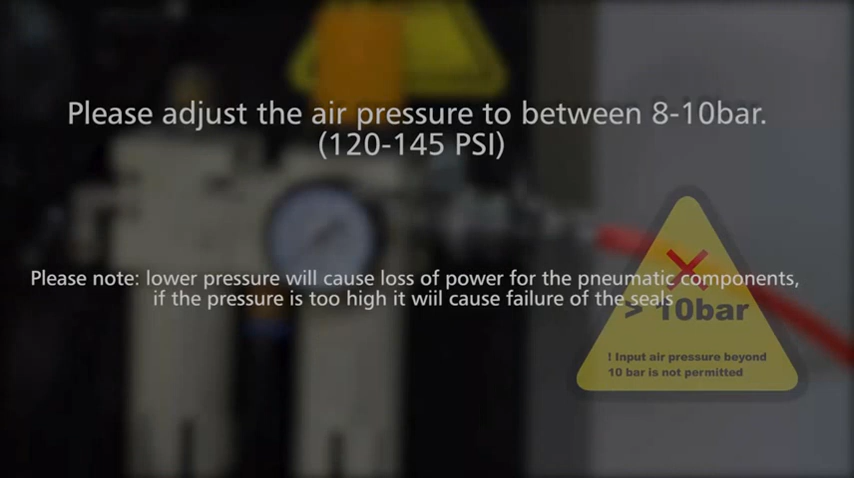 Please adjust the air pressure to between 8-10bar.
(120-145 PSI)
Please note: lower pressure will cause loss of power for the pneumatic components,
if the pressure is too high it wiil cause failure of the seals
> 10bar
! Input air pressure beyond
10 bar is not permitted